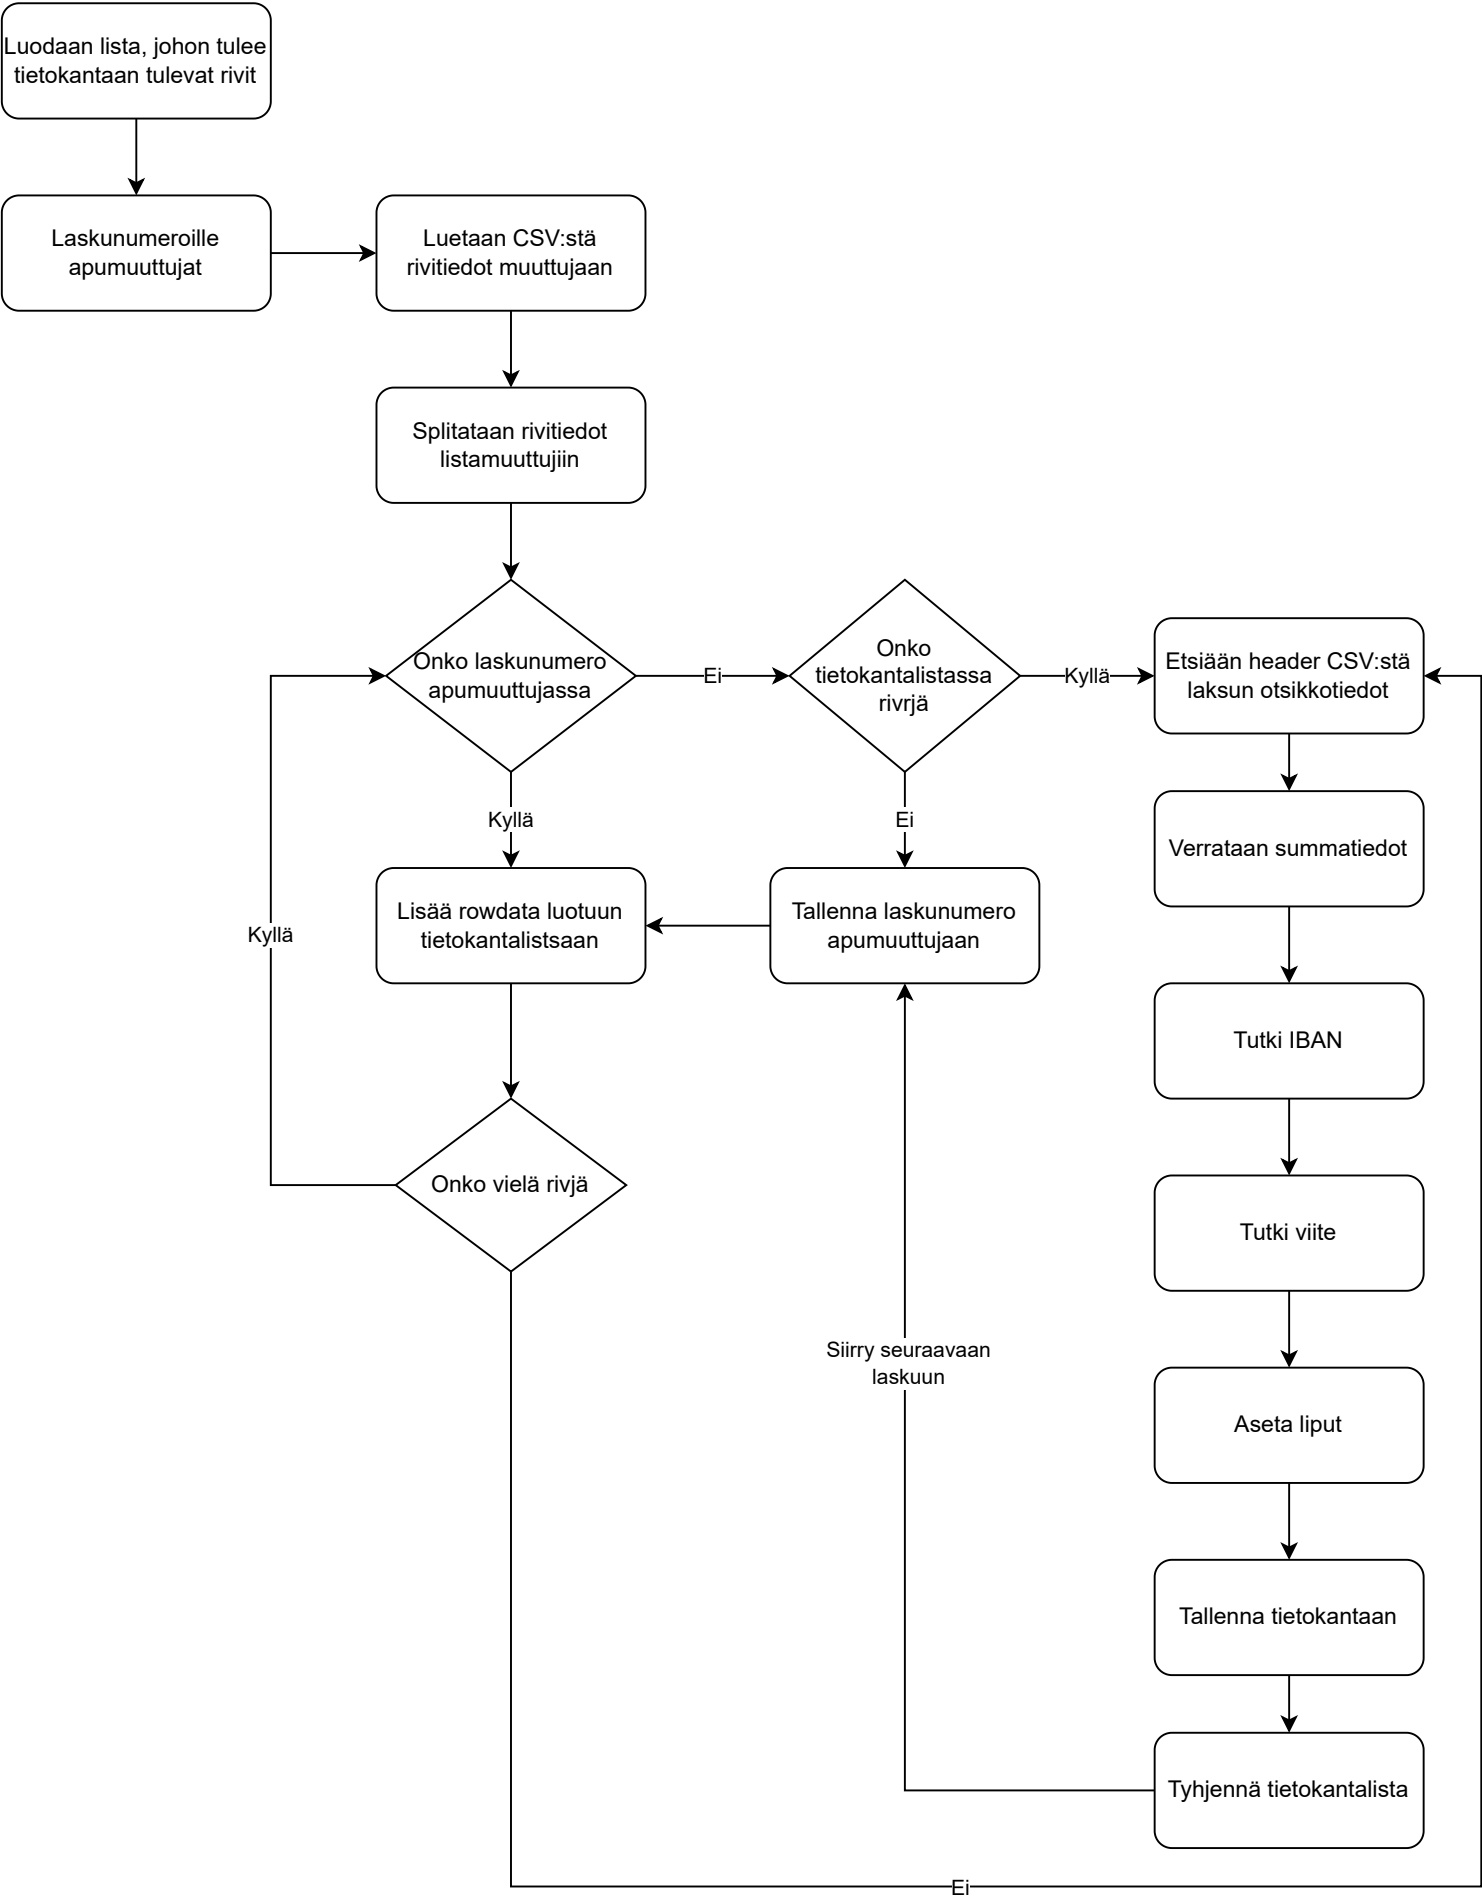 Luodaan lista, johon tulee
tietokantaan tulevat rivit
Laskunumeroille
apumuuttujat
Luetaan CSV:stä
rivitiedot muuttujaan
Splitataan rivitiedot
listamuuttujiin
Onko laskunumero
apumuuttujassa
Ei
Onko
tietokantalistassa
rivrjä
Kyllä
Etsiään header CSV:stä
laksun otsikkotiedot
Kyllä
Ei
Verrataan summatiedot
Lisää rowdata luotuun
tietokantalistsaan
Tallenna laskunumero
apumuuttujaan
Kyllä
Tutki IBAN
Onko vielä rivjä
Tutki viite
Siirry seuraavaan
laskuun
Aseta liput
Tallenna tietokantaan
Tyhjennä tietokantalista
Ei